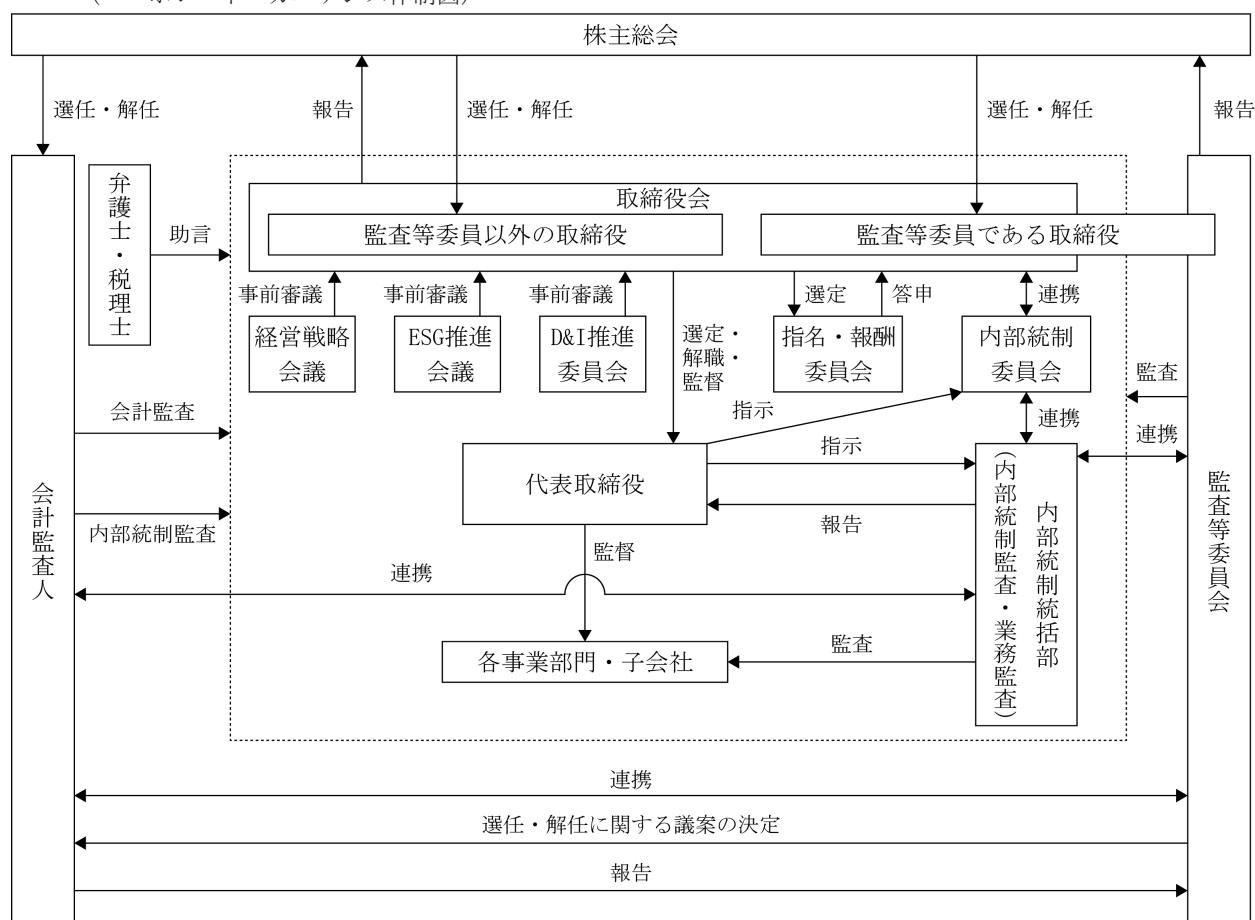 株主総会
選任・解任
報告
選任・解任
選任・解任
報告
取締役会
監査等委員以外の取締役
監査等委員である取締役
弁護士・税理士
助言
事前審議
事前審議
事前審議
選定
答申
連携
経営戦略
会議
ESG推進
会議
D&I推進
委員会
選定・
解職・
監督
指名・報酬
委員会
内部統制
委員会
監査
会計監査
指示
連携
連携
指示
代表取締役
報告
内部統制監査
監督
連携
会計監査人
内部統制統括部
(内部統制監査・業務監査)
監査等委員会
各事業部門・子会社
監査
連携
選任・解任に関する議案の決定
報告